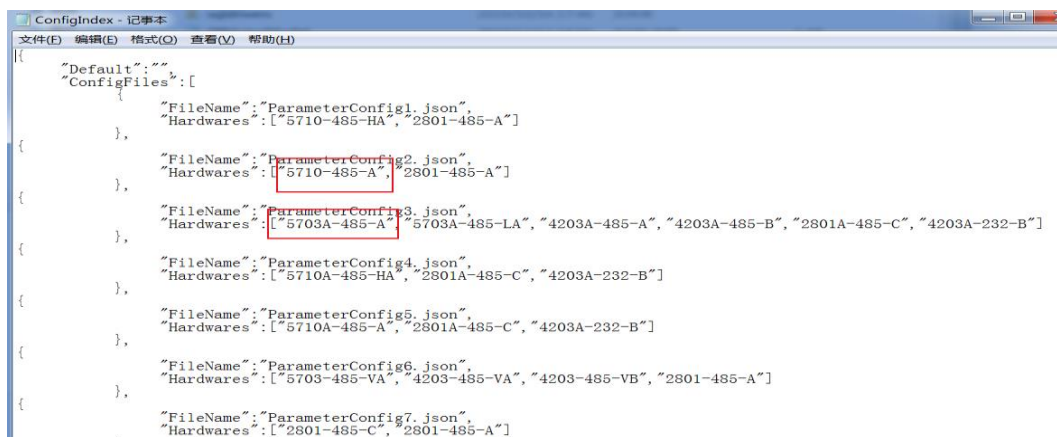 ConfigIndex - 记事本
文件(F) 编辑(E) 格式(O) 查看(V) 帮助(H)
{
"Default":"",
"ConfigFiles":[
{
"FileName":"ParameterConfig1.json",
"Hardwares":["5710-485-HA","2801-485-A"]
},
{
"FileName":"ParameterConfig2.json",
"Hardwares":["5710-485-A","2801-485-A"]
},
{
"FileName":"ParameterConfig3.json",
"Hardwares":["5703A-485-A","5703A-485-LA","4203A-485-A","4203A-485-B","2801A-485-C","4203A-232-B"]
},
{
"FileName":"ParameterConfig4.json",
"Hardwares":["5710A-485-HA","2801A-485-C","4203A-232-B"]
},
{
"FileName":"ParameterConfig5.json",
"Hardwares":["5710A-485-A","2801A-485-C","4203A-232-B"]
},
{
"FileName":"ParameterConfig6.json",
"Hardwares":["5703-485-VA","4203-485-VA","4203-485-VB","2801-485-A"]
},
{
"FileName":"ParameterConfig7.json",
"Hardwares":["2801-485-C","2801-485-A"]